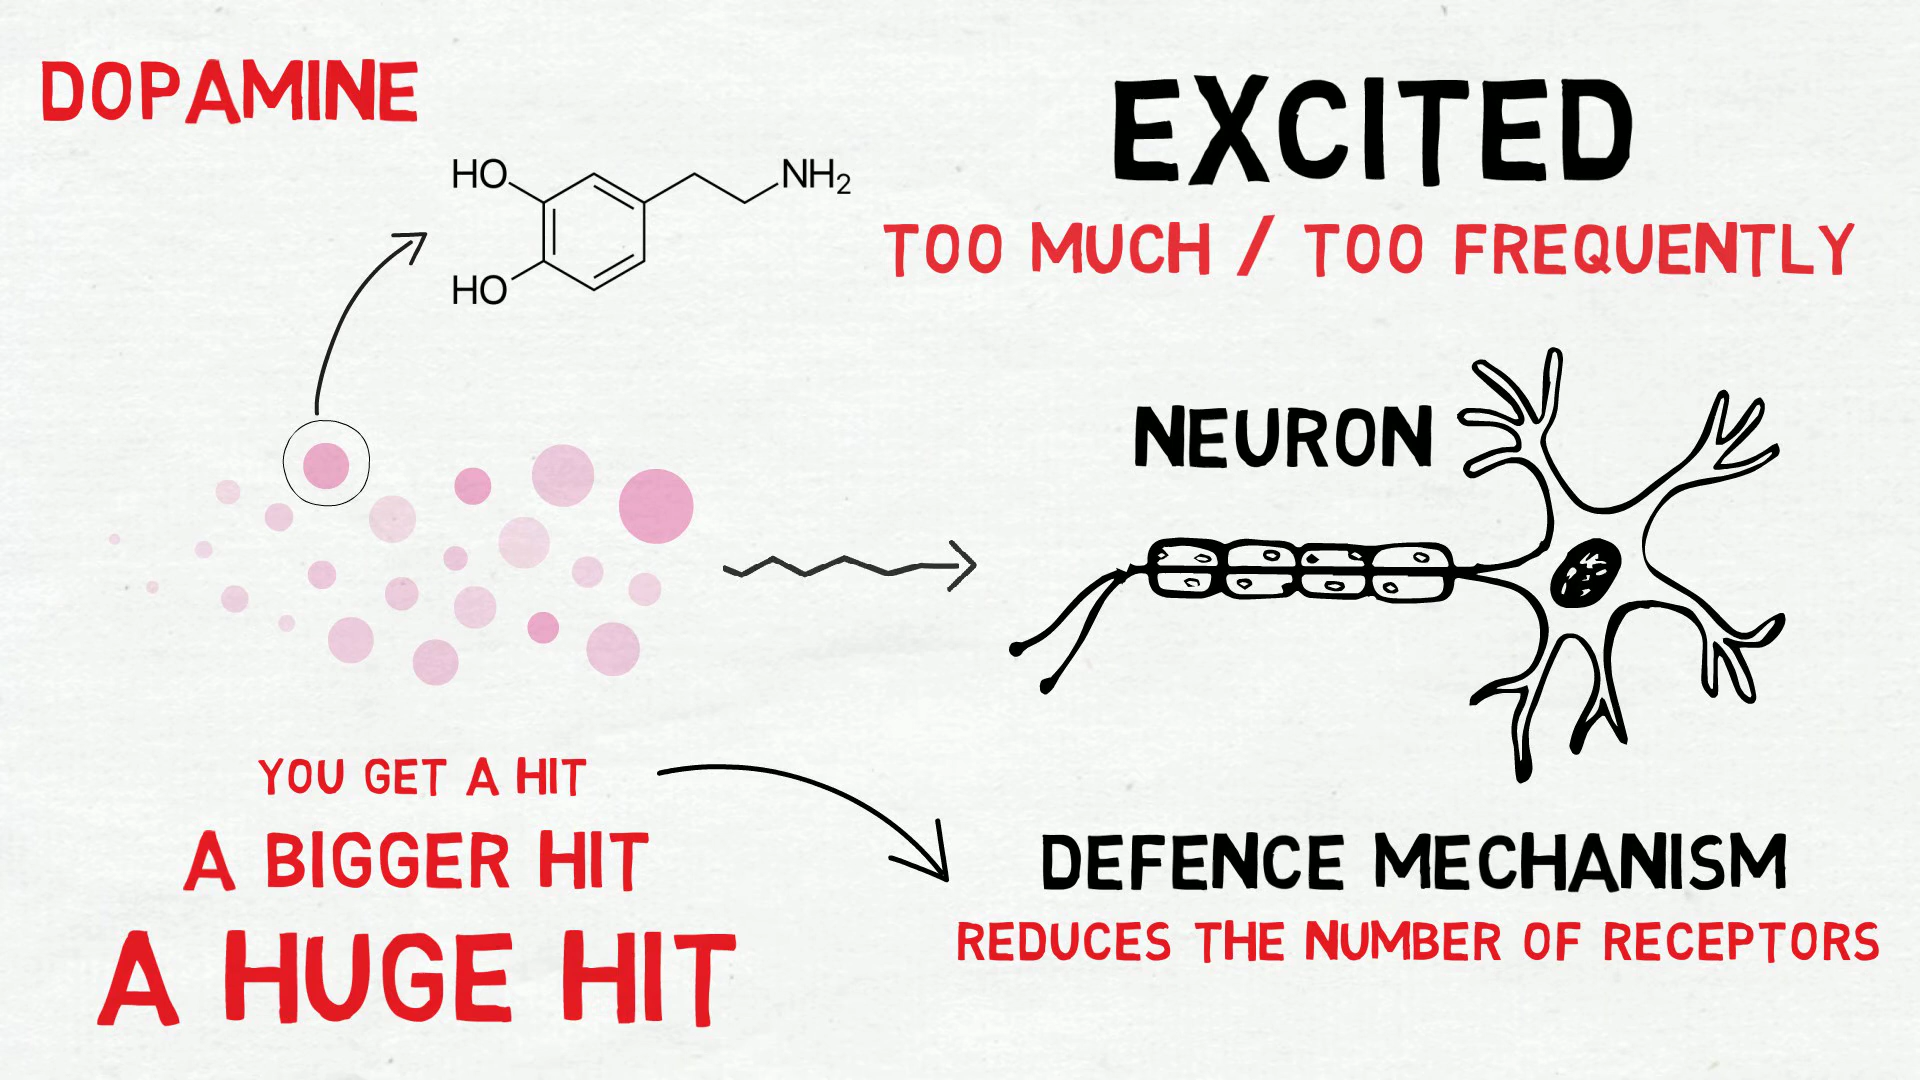 DOPAMINE
HO
NH2
HO
EXCITED
TOO MUCH / TOO FREQUENTLY
NEURON
YOU GET A HIT
A BIGGER HIT
A HUGE HIT
DEFENCE MECHANISM
REDUCES THE NUMBER OF RECEPTORS